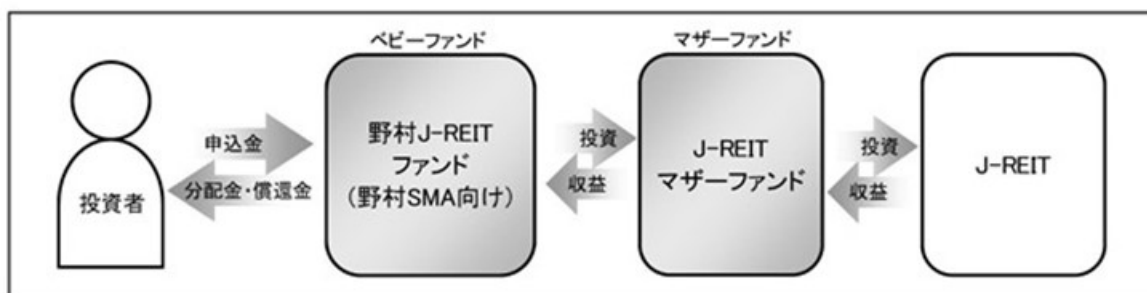 ベビーファンド
マザーファンド
投資者
申込金
分配金・償還金
野村J-REIT
ファンド
(野村SMA向け)
投資
収益
J-REIT
マザーファンド
投資
収益
J-REIT